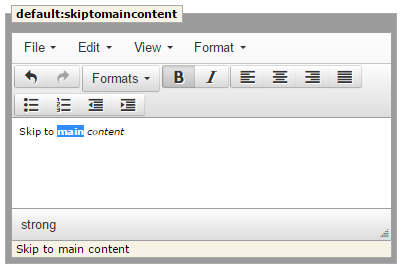 default:skiptomaincontent
File Edit View Format
Formats B I
Skip to main content
strong
Skip to main content